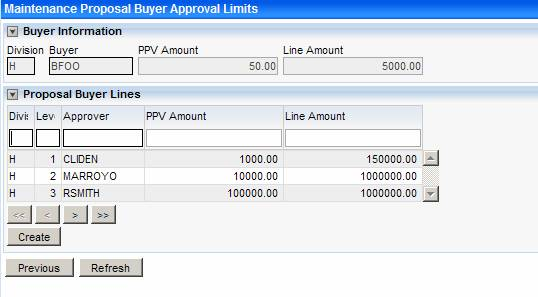 Maintenance Proposal Buyer Approval Limits
Buyer Information
Division Buyer PPV Amount Line Amount
H BFOO 50.00 5000.00
Proposal Buyer Lines
Divis Leve Approver PPV Amount Line Amount
H 1 CLIDEN 1000.00 150000.00
H 2 MARROYO 10000.00 1000000.00
H 3 RSMITH 100000.00 1000000.00
<< < > >>
Create
Previous Refresh